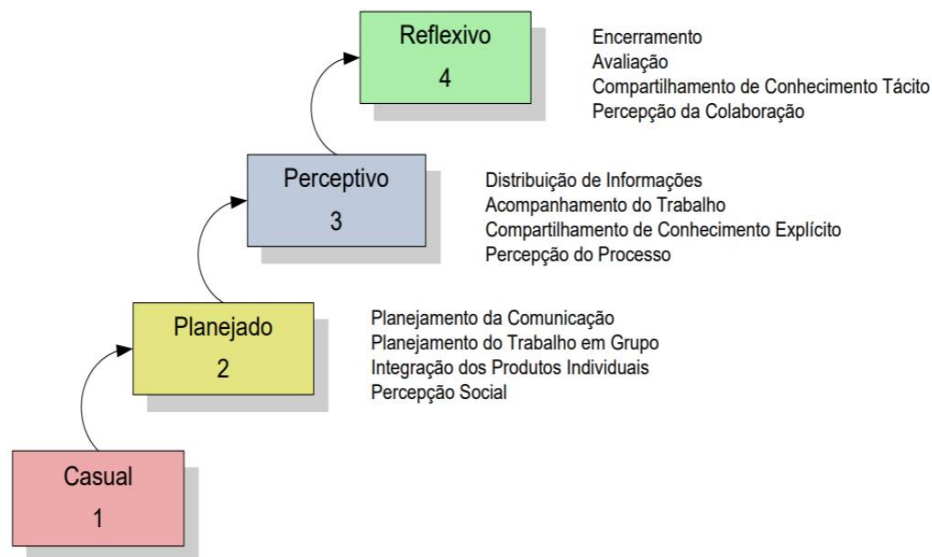 Reflexivo
4
Encerramento
Avaliação
Compartilhamento de Conhecimento Tácito
Percepção da Colaboração
Perceptivo
3
Distribuição de Informações
Acompanhamento do Trabalho
Compartilhamento de Conhecimento Explícito
Percepção do Processo
Planejado
2
Planejamento da Comunicação
Planejamento do Trabalho em Grupo
Integração dos Produtos Individuais
Percepção Social
Casual
1